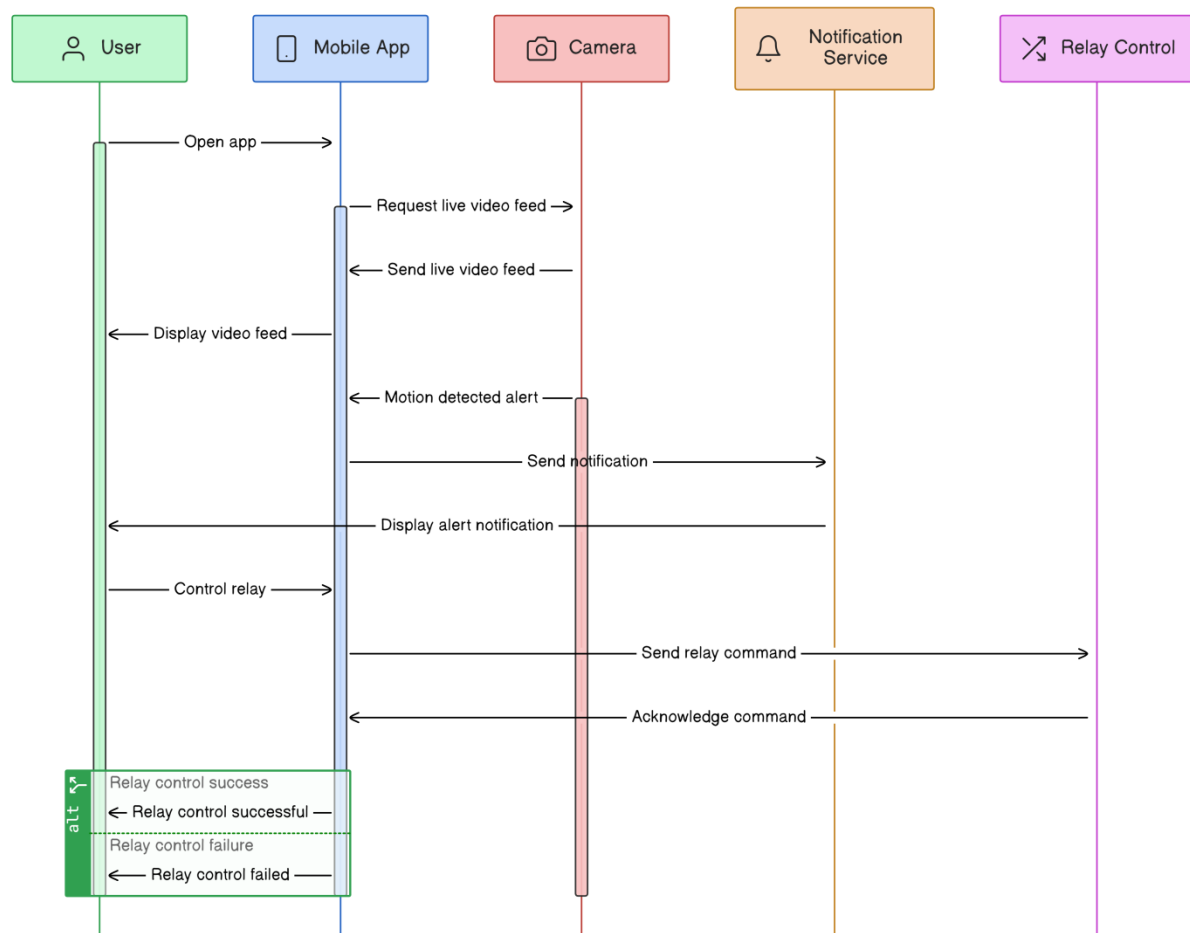 User
Mobile App
Camera
Notification
Service
Relay Control
Open app
Request live video feed
Send live video feed
Display video feed
Motion detected alert
Send notification
Display alert notification
Control relay
Send relay command
Acknowledge command
alt
Relay control success
Relay control successful
Relay control failure
Relay control failed